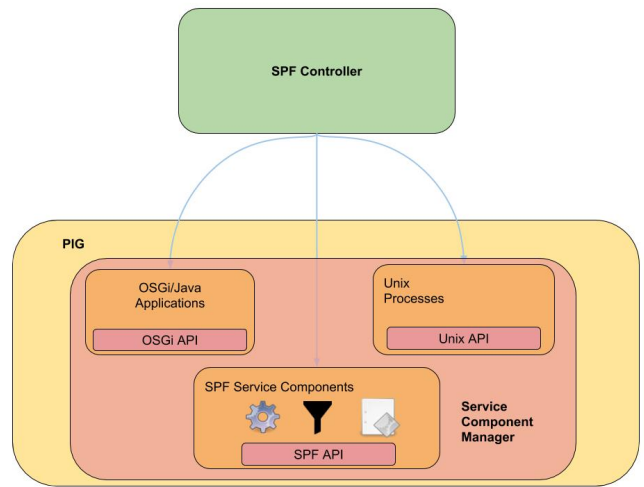 SPF Controller
PIG
OSGi/Java
Applications
OSGi API
Unix
Processes
Unix API
SPF Service Components
SPF API
Service
Component
Manager